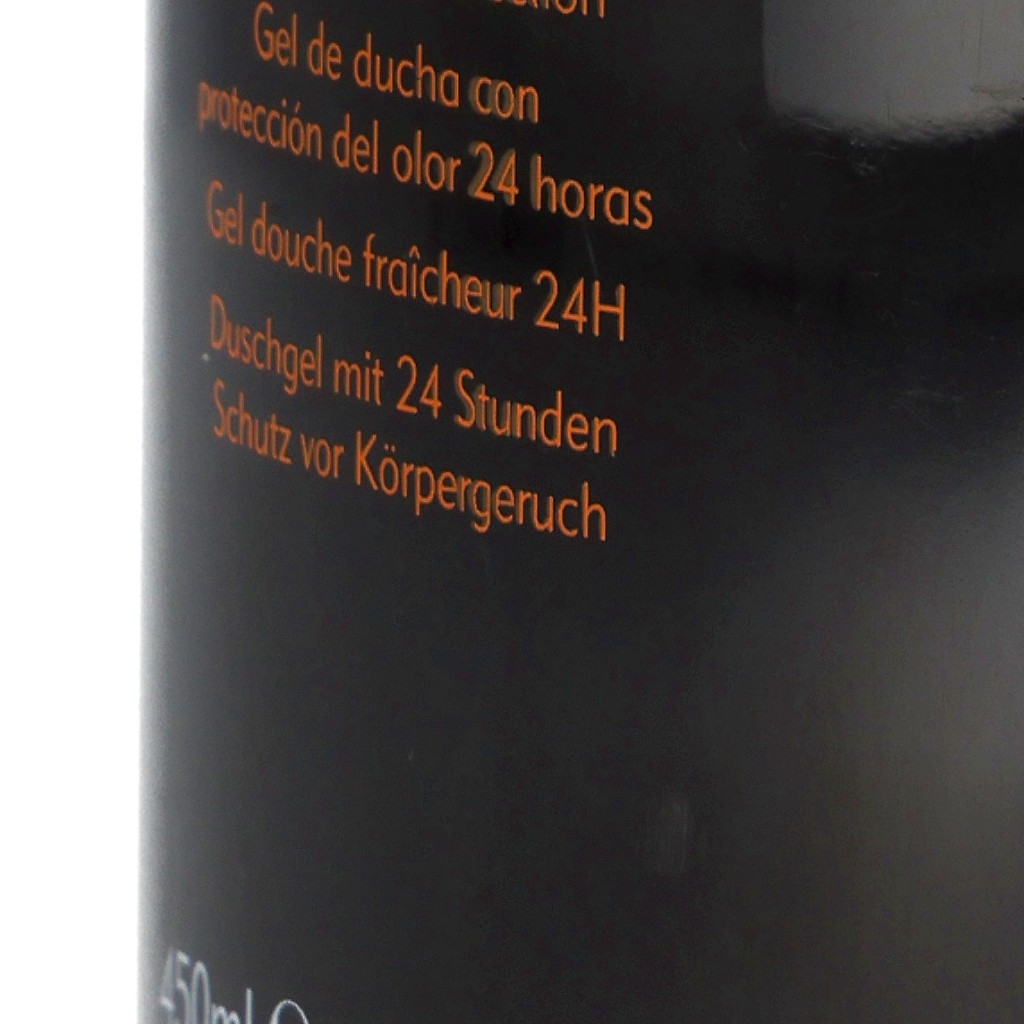 Gel de ducha con
protección del olor 24 horas
Gel douche fraîcheur 24H
Duschgel mit 24 Stunden
Schutz vor Körpergeruch
450ml